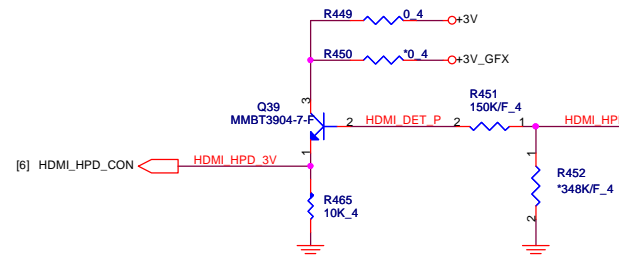 R449 0_4 +3V
R450 *0_4 +3V_GFX
3
Q39
MMBT3904-7-F
2 HDMI_DET_P 2
R451
150K/F_4
1 HDMI_HP
1
[6] HDMI_HPD_CON HDMI_HPD_3V
R465
10K_4
1
R452
*348K/F_4
2